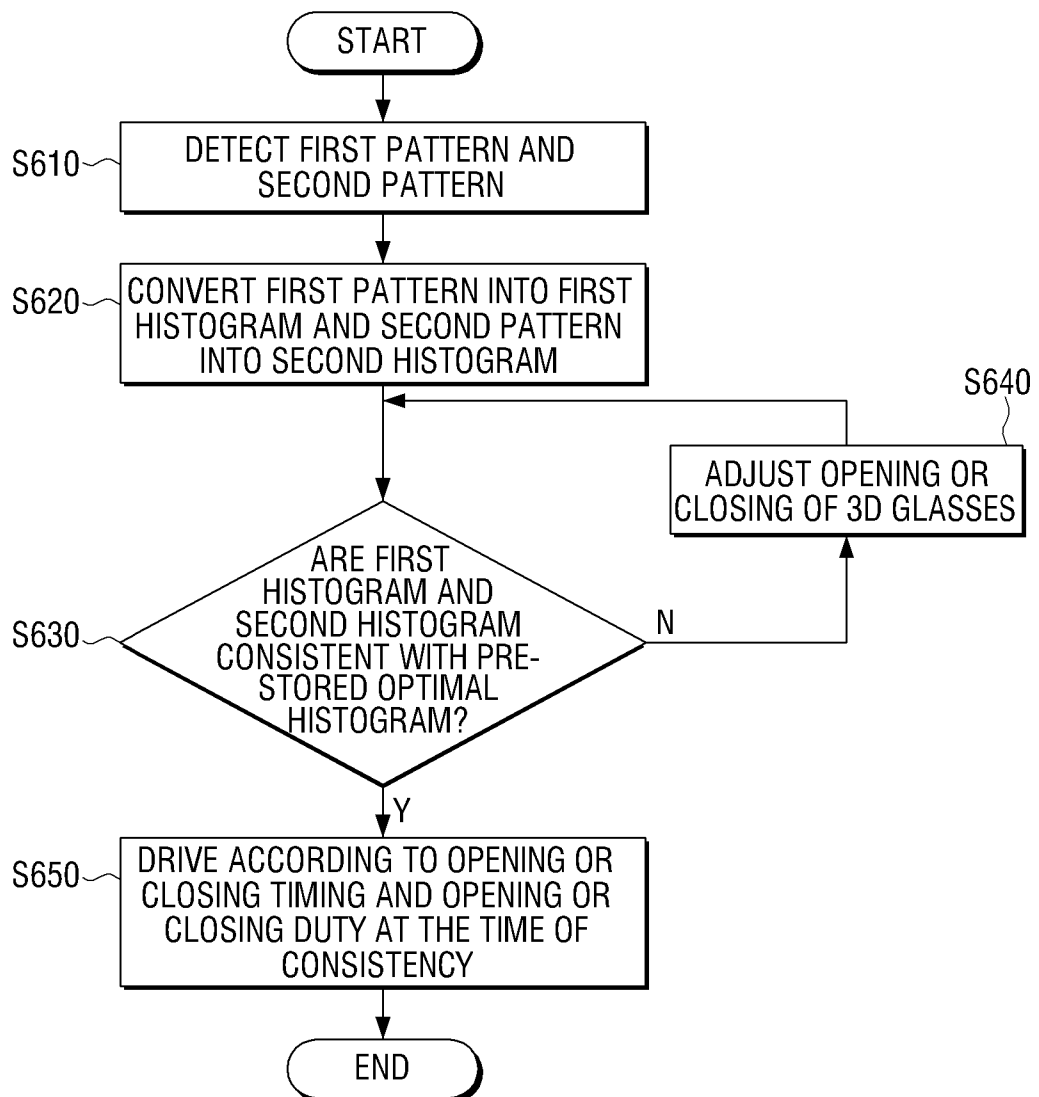 START
S610
DETECT FIRST PATTERN AND
SECOND PATTERN
S620
CONVERT FIRST PATTERN INTO FIRST
HISTOGRAM AND SECOND PATTERN
INTO SECOND HISTOGRAM
S640
ADJUST OPENING OR
CLOSING OF 3D GLASSES
S630
ARE FIRST
HISTOGRAM AND
SECOND HISTOGRAM
CONSISTENT WITH PRE-
STORED OPTIMAL
HISTOGRAM?
N
Y
S650
DRIVE ACCORDING TO OPENING OR
CLOSING TIMING AND OPENING OR
CLOSING DUTY AT THE TIME OF
CONSISTENCY
END